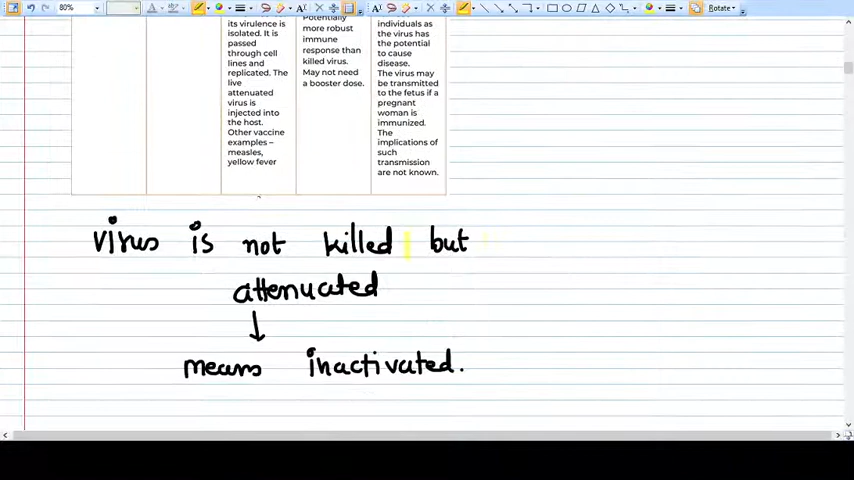 80%
Rotate
its virulence is
isolated. It is
passed
through cell
lines and
replicated. The
live
attenuated
virus is
injected into
the host.
Other vaccine
examples –
measles,
yellow fever
Potentially
more robust
immune
response than
killed virus.
May not need
a booster dose.
individuals as
the virus has
the potential
to cause
disease.
The virus may
be transmitted
to the fetus if a
pregnant
woman is
immunized.
The
implications of
such
transmission
are not known.
virus is not killed but
attenuated
↓
means inactivated.